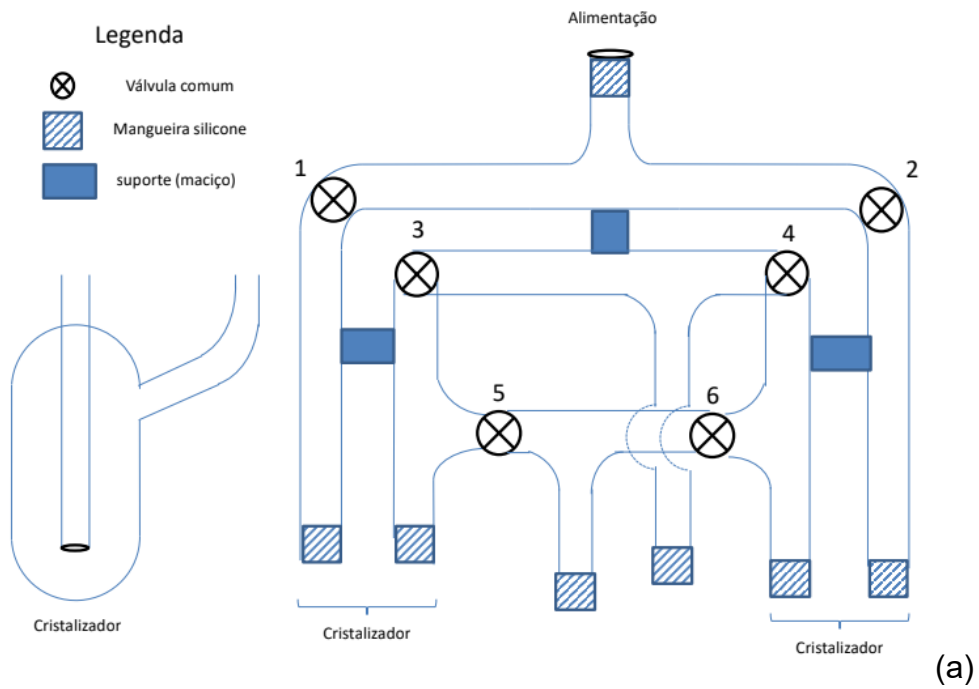 Alimentação
Legenda
Válvula comum
Mangueira silicone
suporte (maciço)
1
2
3
4
5
6
Cristalizador
Cristalizador
Cristalizador
(a)